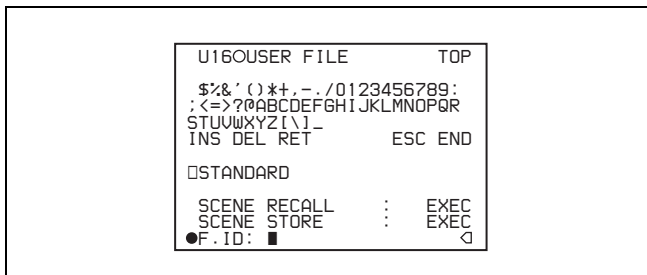 U16○USER FILE TOP
$%&'()*+,-./0123456789:
;<=>?@ABCDEFGHIJKLMNOPQR
STUVWXYZ[\]_
INS DEL RET ESC END
□STANDARD
SCENE RECALL : EXEC
SCENE STORE : EXEC
●F.ID: ■